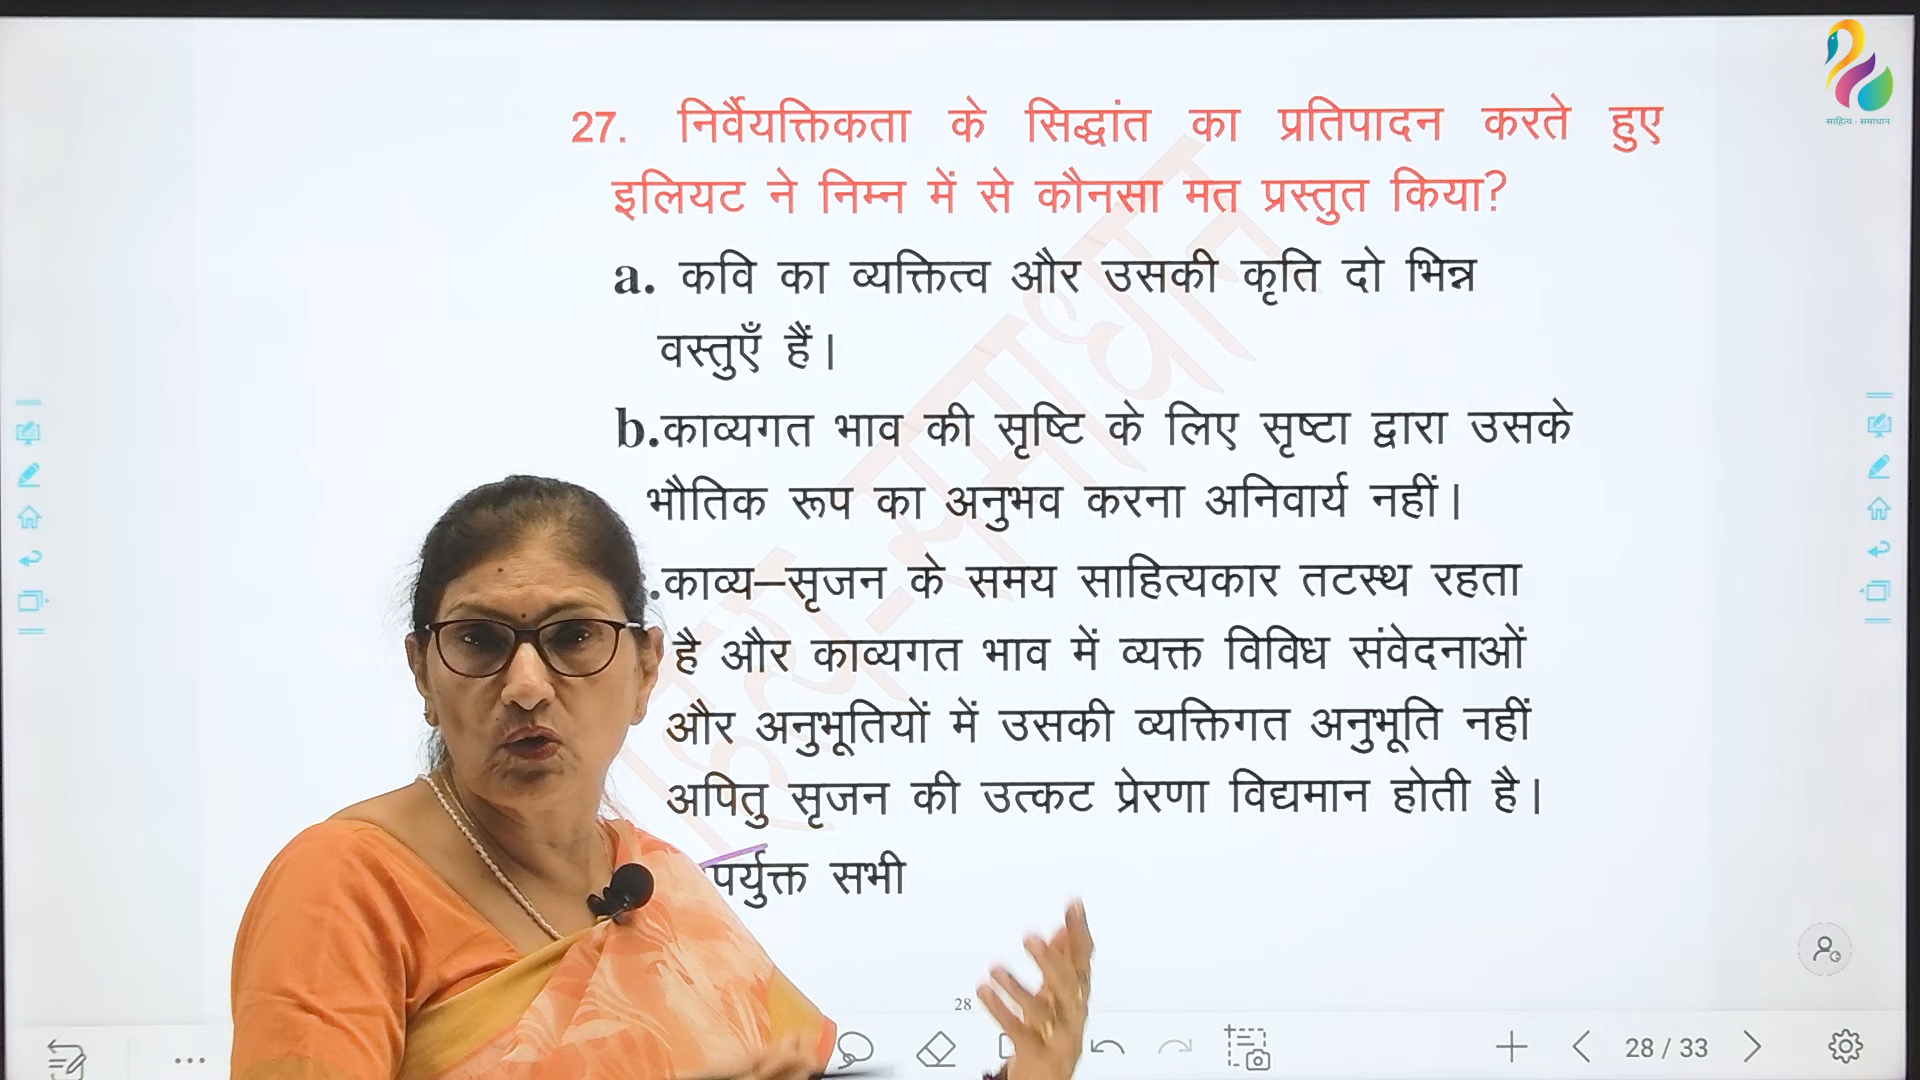 27. निर्वैयक्तिकता के सिद्धांत का प्रतिपादन करते हुए
इलियट ने निम्न में से कौनसा मत प्रस्तुत किया?
a. कवि का व्यक्तित्व और उसकी कृति दो भिन्न
वस्तुएँ हैं।
b.काव्यगत भाव की सृष्टि के लिए सृष्टा द्वारा उसके
भौतिक रूप का अनुभव करना अनिवार्य नहीं।
.काव्य–सृजन के समय साहित्यकार तटस्थ रहता
है और काव्यगत भाव में व्यक्त विविध संवेदनाओं
और अनुभूतियों में उसकी व्यक्तिगत अनुभूति नहीं
अपितु सृजन की उत्कट प्रेरणा विद्यमान होती है।
पर्युक्त सभी
साहित्य-समाधान
साहित्य - समाधान
28
28 / 33